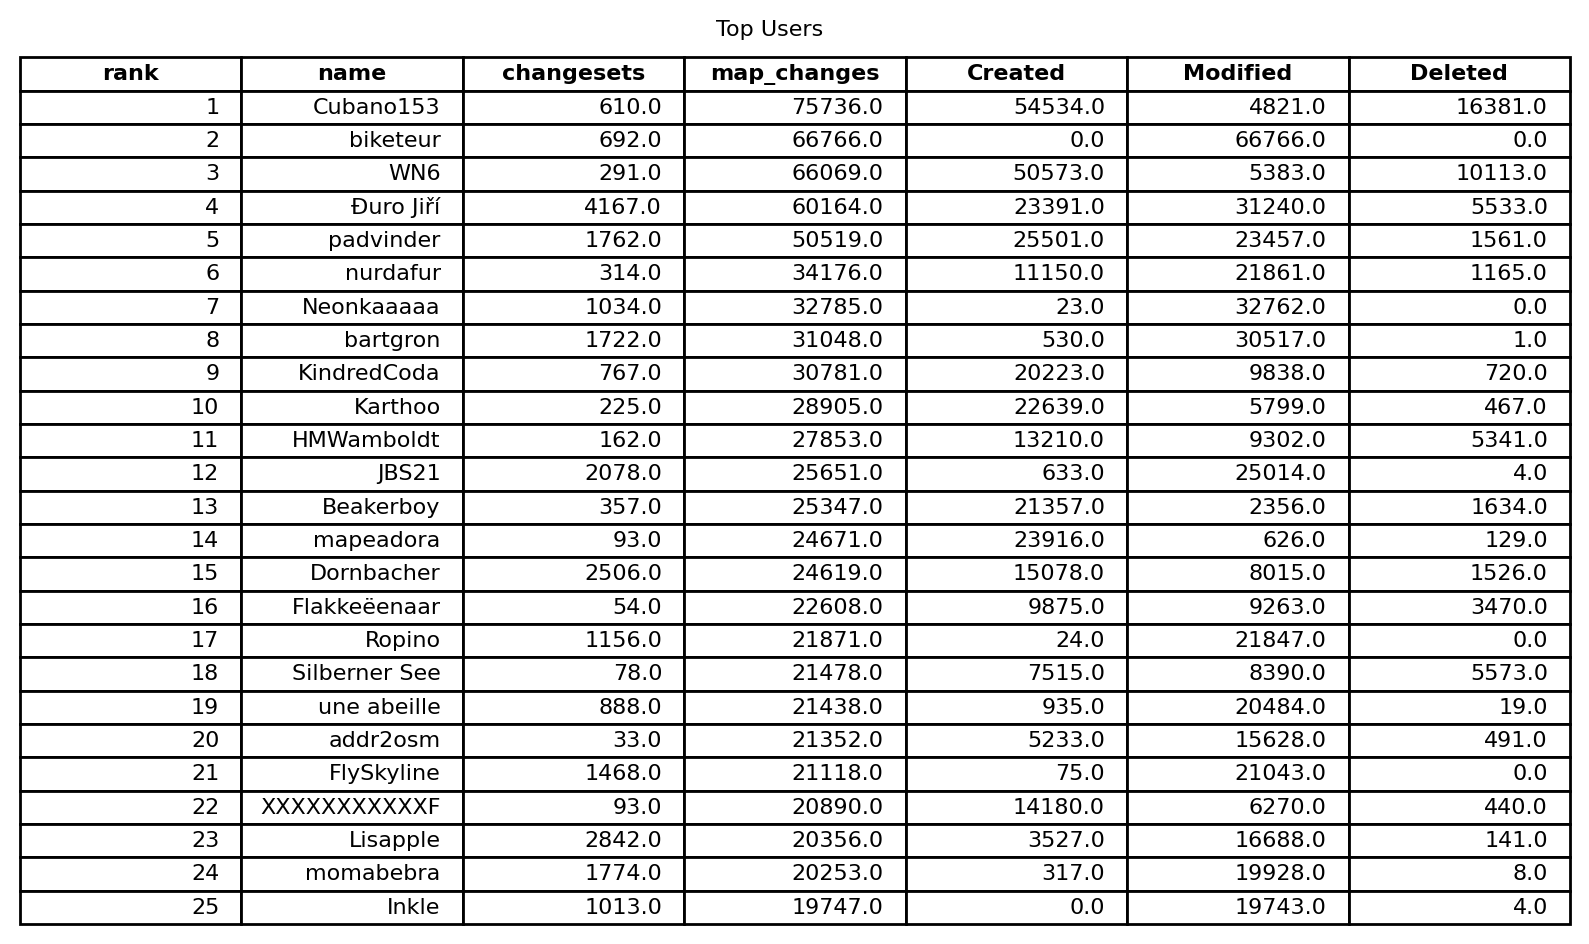 Top Users
rank name changesets map_changes Created Modified Deleted
1 Cubano153 610.0 75736.0 54534.0 4821.0 16381.0
2 biketeur 692.0 66766.0 0.0 66766.0 0.0
3 WN6 291.0 66069.0 50573.0 5383.0 10113.0
4 Đuro Jiří 4167.0 60164.0 23391.0 31240.0 5533.0
5 padvinder 1762.0 50519.0 25501.0 23457.0 1561.0
6 nurdafur 314.0 34176.0 11150.0 21861.0 1165.0
7 Neonkaaaaa 1034.0 32785.0 23.0 32762.0 0.0
8 bartgron 1722.0 31048.0 530.0 30517.0 1.0
9 KindredCoda 767.0 30781.0 20223.0 9838.0 720.0
10 Karthoo 225.0 28905.0 22639.0 5799.0 467.0
11 HMWamboldt 162.0 27853.0 13210.0 9302.0 5341.0
12 JBS21 2078.0 25651.0 633.0 25014.0 4.0
13 Beakerboy 357.0 25347.0 21357.0 2356.0 1634.0
14 mapeadora 93.0 24671.0 23916.0 626.0 129.0
15 Dornbacher 2506.0 24619.0 15078.0 8015.0 1526.0
16 Flakkeëenaar 54.0 22608.0 9875.0 9263.0 3470.0
17 Ropino 1156.0 21871.0 24.0 21847.0 0.0
18 Silberner See 78.0 21478.0 7515.0 8390.0 5573.0
19 une abeille 888.0 21438.0 935.0 20484.0 19.0
20 addr2osm 33.0 21352.0 5233.0 15628.0 491.0
21 FlySkyline 1468.0 21118.0 75.0 21043.0 0.0
22 XXXXXXXXXXXF 93.0 20890.0 14180.0 6270.0 440.0
23 Lisapple 2842.0 20356.0 3527.0 16688.0 141.0
24 momabebra 1774.0 20253.0 317.0 19928.0 8.0
25 Inkle 1013.0 19747.0 0.0 19743.0 4.0